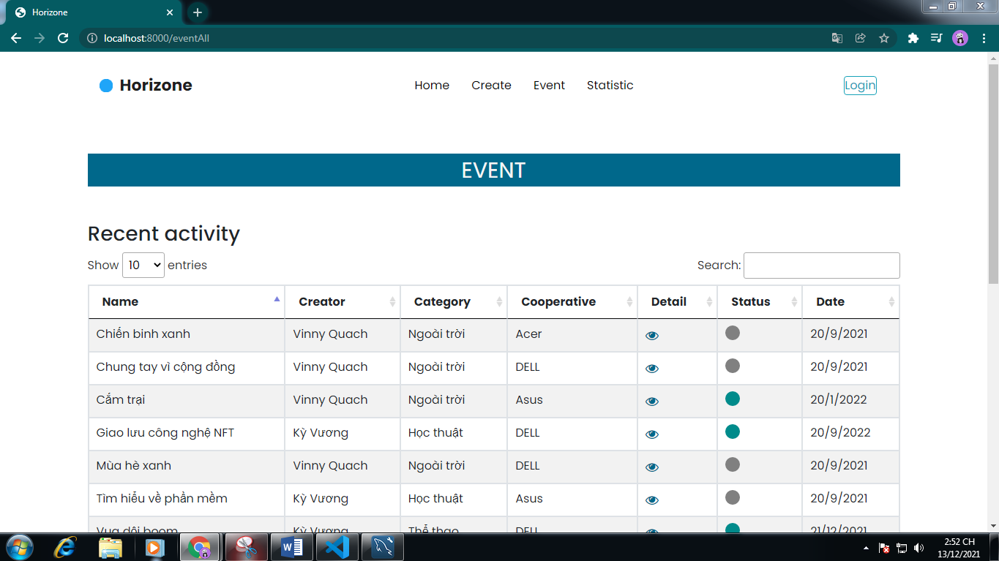 Horizone
localhost:8000/eventAll
Horizone Home Create Event Statistic Login
EVENT
Recent activity
Show 10 entries Search:
Name Creator Category Cooperative Detail Status Date
Chiến binh xanh Vinny Quach Ngoài trời Acer 20/9/2021
Chung tay vì cộng đồng Vinny Quach Ngoài trời DELL 20/9/2021
Cắm trại Vinny Quach Ngoài trời Asus 20/1/2022
Giao lưu công nghệ NFT Kỳ Vương Học thuật DELL 20/9/2022
Mùa hè xanh Vinny Quach Ngoài trời DELL 20/9/2021
Tìm hiểu về phần mềm Kỳ Vương Học thuật Asus 20/9/2021
Vua dội boom Kỳ Vương Thể thao DELL 21/12/2021
2:52 CH
13/12/2021